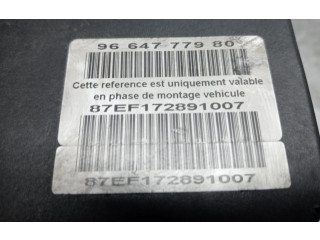 96 647 779 80
Cette reference est uniquement valable
en phase de montage vehicule
87EF172891007
87EF172891007